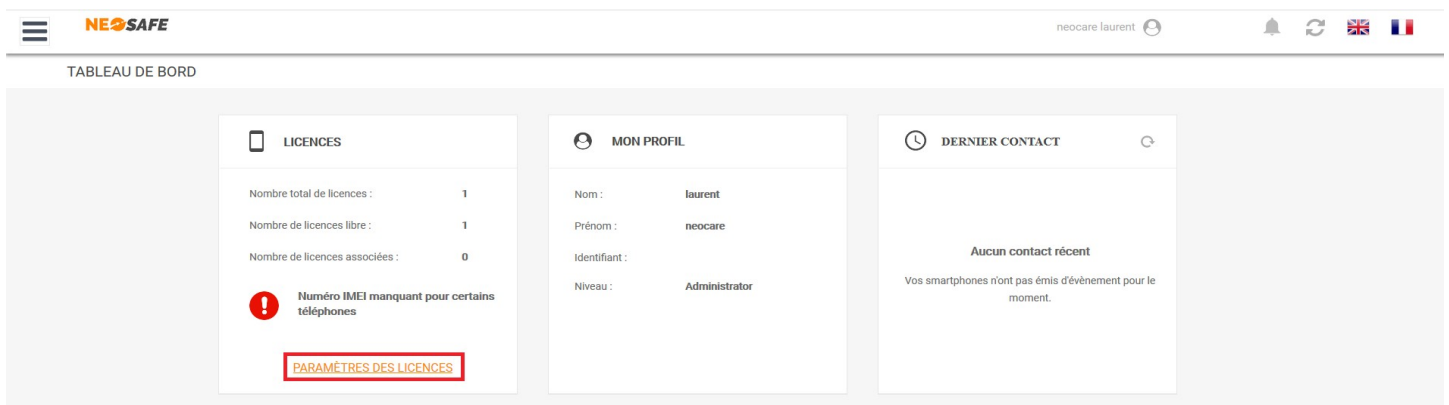 NEOSAFE
neocare laurent
TABLEAU DE BORD
LICENCES
Nombre total de licences : 1
Nombre de licences libre : 1
Nombre de licences associées : 0
Numéro IMEI manquant pour certains
téléphones
PARAMÈTRES DES LICENCES
MON PROFIL
Nom : laurent
Prénom : neocare
Identifiant :
Niveau : Administrator
DERNIER CONTACT
Aucun contact récent
Vos smartphones n'ont pas émis d'évènement pour le
moment.